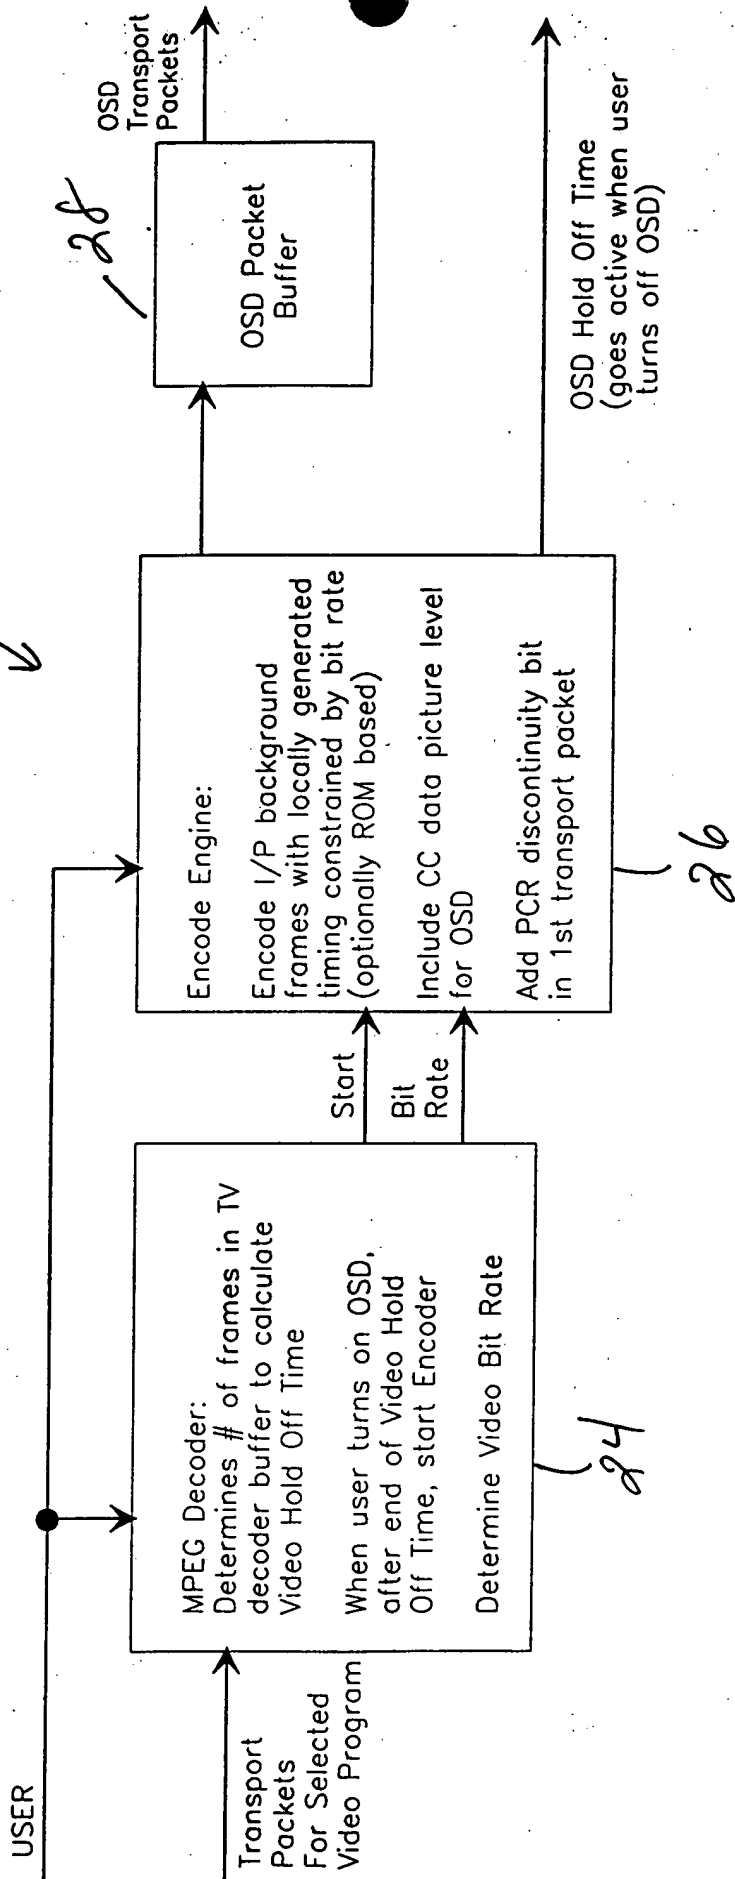 USER
Transport
Packets
For Selected
Video Program
MPEG Decoder:
Determines # of frames in TV
decoder buffer to calculate
Video Hold Off Time
When user turns on OSD,
after end of Video Hold
Off Time, start Encoder
Determine Video Bit Rate
24
Start
Bit
Rate
Encode Engine:
Encode I/P background
frames with locally generated
timing constrained by bit rate
(optionally ROM based)
Include CC data picture level
for OSD
Add PCR discontinuity bit
in 1st transport packet
26
OSD Packet
Buffer
28
OSD
Transport
Packets
OSD Hold Off Time
(goes active when user
turns off OSD)